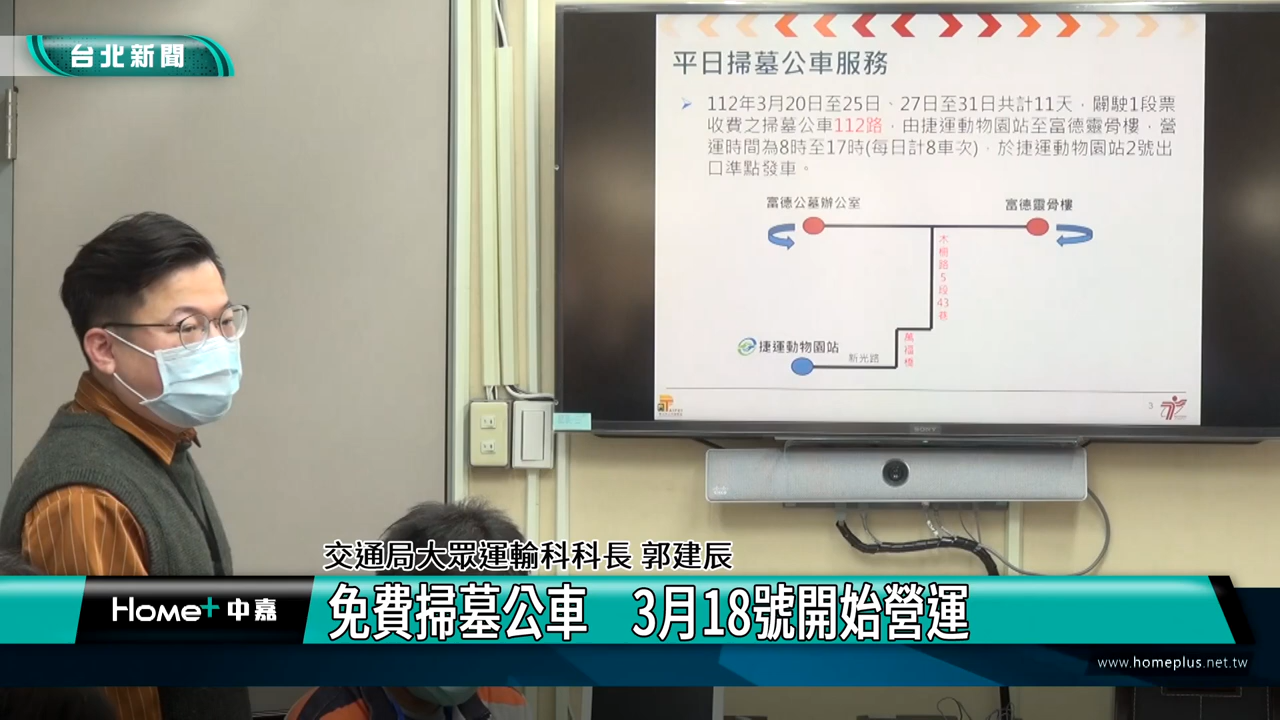 台北新聞
平日掃墓公車服務
112年3月20日至25日、27日至31日共計11天，闢駛1段票
收費之掃墓公車112路，由捷運動物園站至富德靈骨樓，營
運時間為8時至17時(每日計8車次)，於捷運動物園站2號出
口準點發車。
富德公墓辦公室
富德靈骨樓
木柵路5段43巷
萬福橋
捷運動物園站
新光路
3
SONY
交通局大眾運輸科科長 郭建辰
Home+ 中嘉
免費掃墓公車 3月18號開始營運
www.homeplus.net.tw